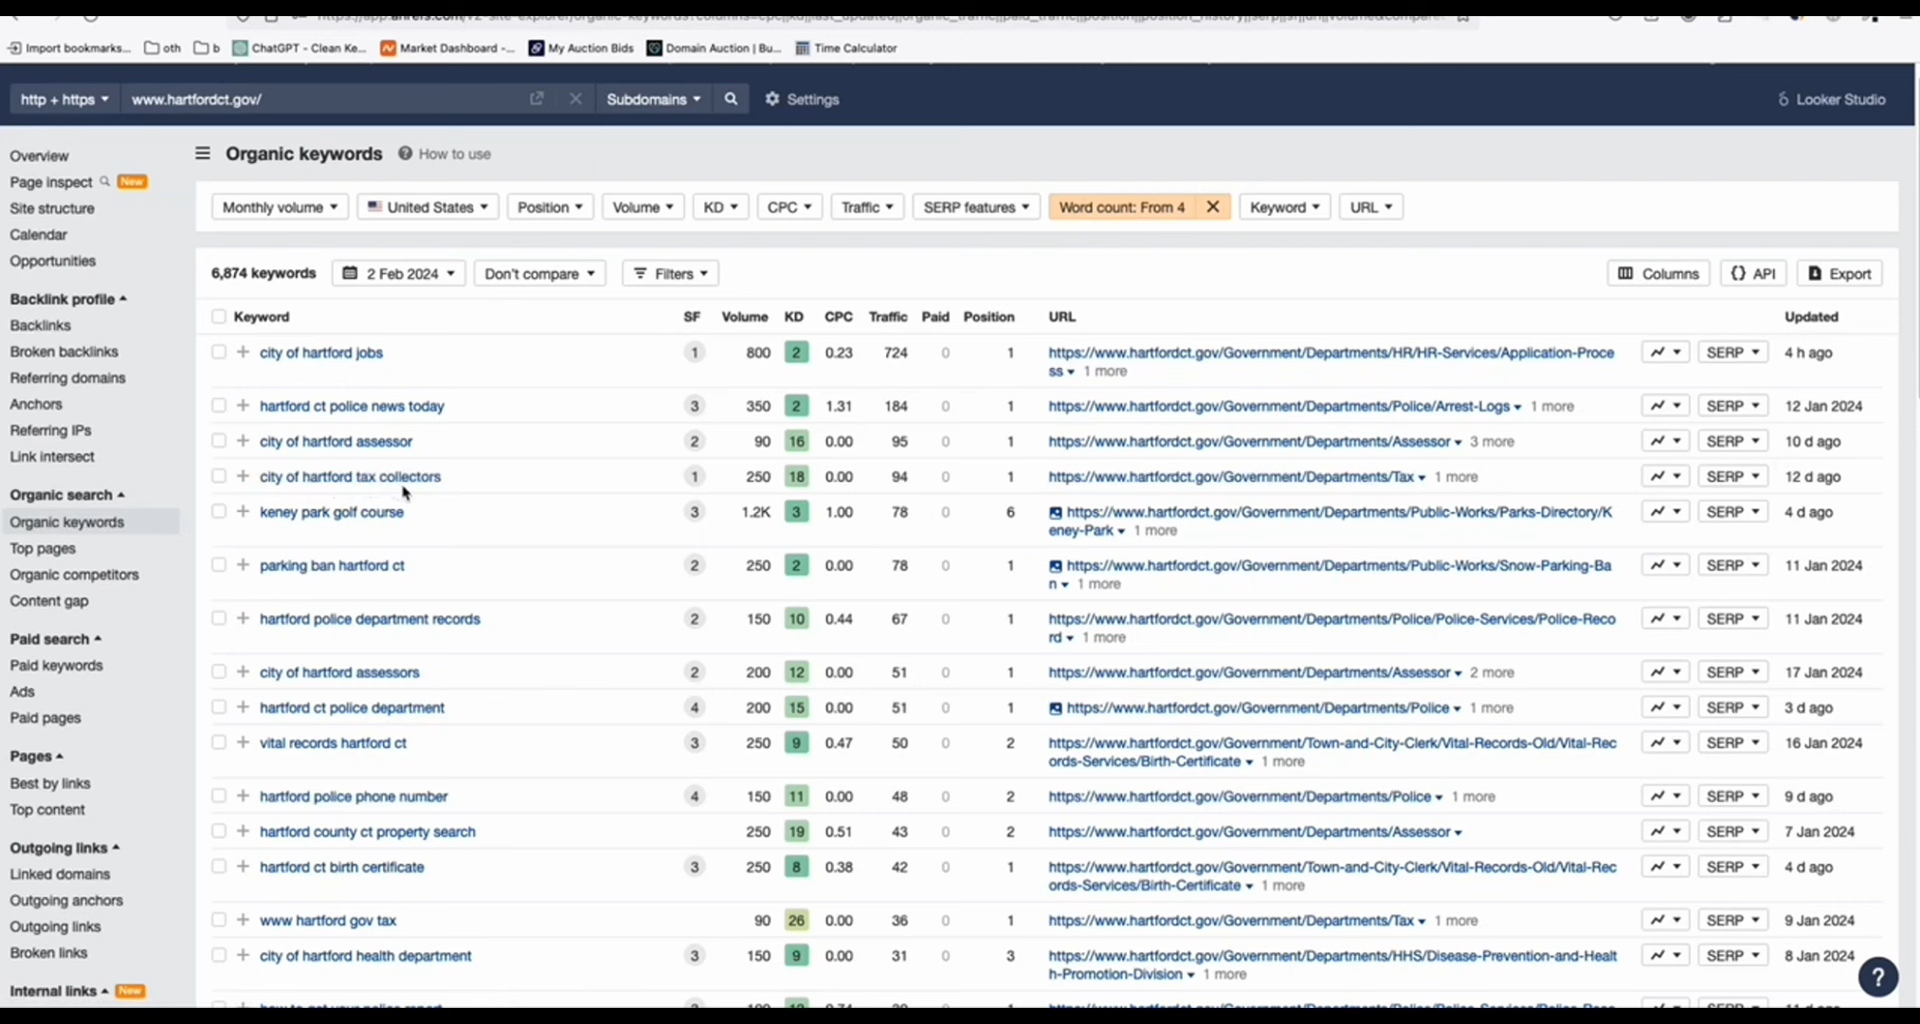 Import bookmarks...
oth
b
ChatGPT - Clean Ke...
Market Dashboard -...
My Auction Bids
Domain Auction | Bu...
Time Calculator
http + https
www.hartfordct.gov/
Subdomains
Settings
Looker Studio
Overview
Page inspect New
Site structure
Calendar
Opportunities
Backlink profile
Backlinks
Broken backlinks
Referring domains
Anchors
Referring IPs
Link intersect
Organic search
Organic keywords
Top pages
Organic competitors
Content gap
Paid search
Paid keywords
Ads
Paid pages
Pages
Best by links
Top content
Outgoing links
Linked domains
Outgoing anchors
Outgoing links
Broken links
Internal links New
Organic keywords ? How to use
Monthly volume United States Position Volume KD CPC Traffic SERP features Word count: From 4 Keyword URL
6,874 keywords 2 Feb 2024 Don't compare Filters Columns {} API Export
Keyword SF Volume KD CPC Traffic Paid Position URL Updated
city of hartford jobs 1 800 2 0.23 724 0 1 https://www.hartfordct.gov/Government/Departments/HR/HR-Services/Application-Proce SERP 4 h ago
ss 1 more
hartford ct police news today 3 350 2 1.31 184 0 1 https://www.hartfordct.gov/Government/Departments/Police/Arrest-Logs 1 more SERP 12 Jan 2024
city of hartford assessor 2 90 16 0.00 95 0 1 https://www.hartfordct.gov/Government/Departments/Assessor 3 more SERP 10 d ago
city of hartford tax collectors 1 250 18 0.00 94 0 1 https://www.hartfordct.gov/Government/Departments/Tax 1 more SERP 12 d ago
keney park golf course 3 1.2K 3 1.00 78 0 6 https://www.hartfordct.gov/Government/Departments/Public-Works/Parks-Directory/K SERP 4 d ago
eney-Park 1 more
parking ban hartford ct 2 250 2 0.00 78 0 1 https://www.hartfordct.gov/Government/Departments/Public-Works/Snow-Parking-Ba SERP 11 Jan 2024
n 1 more
hartford police department records 2 150 10 0.44 67 0 1 https://www.hartfordct.gov/Government/Departments/Police/Police-Services/Police-Reco SERP 11 Jan 2024
rd 1 more
city of hartford assessors 2 200 12 0.00 51 0 1 https://www.hartfordct.gov/Government/Departments/Assessor 2 more SERP 17 Jan 2024
hartford ct police department 4 200 15 0.00 51 0 1 https://www.hartfordct.gov/Government/Departments/Police 1 more SERP 3 d ago
vital records hartford ct 3 250 9 0.47 50 0 2 https://www.hartfordct.gov/Government/Town-and-City-Clerk/Vital-Records-Old/Vital-Rec SERP 16 Jan 2024
ords-Services/Birth-Certificate 1 more
hartford police phone number 4 150 11 0.00 48 0 2 https://www.hartfordct.gov/Government/Departments/Police 1 more SERP 9 d ago
hartford county ct property search 250 19 0.51 43 0 2 https://www.hartfordct.gov/Government/Departments/Assessor SERP 7 Jan 2024
hartford ct birth certificate 3 250 8 0.38 42 0 1 https://www.hartfordct.gov/Government/Town-and-City-Clerk/Vital-Records-Old/Vital-Rec SERP 4 d ago
ords-Services/Birth-Certificate 1 more
www hartford gov tax 90 26 0.00 36 0 1 https://www.hartfordct.gov/Government/Departments/Tax 1 more SERP 9 Jan 2024
city of hartford health department 3 150 9 0.00 31 0 3 https://www.hartfordct.gov/Government/Departments/HHS/Disease-Prevention-and-Healt SERP 8 Jan 2024
h-Promotion-Division 1 more
?